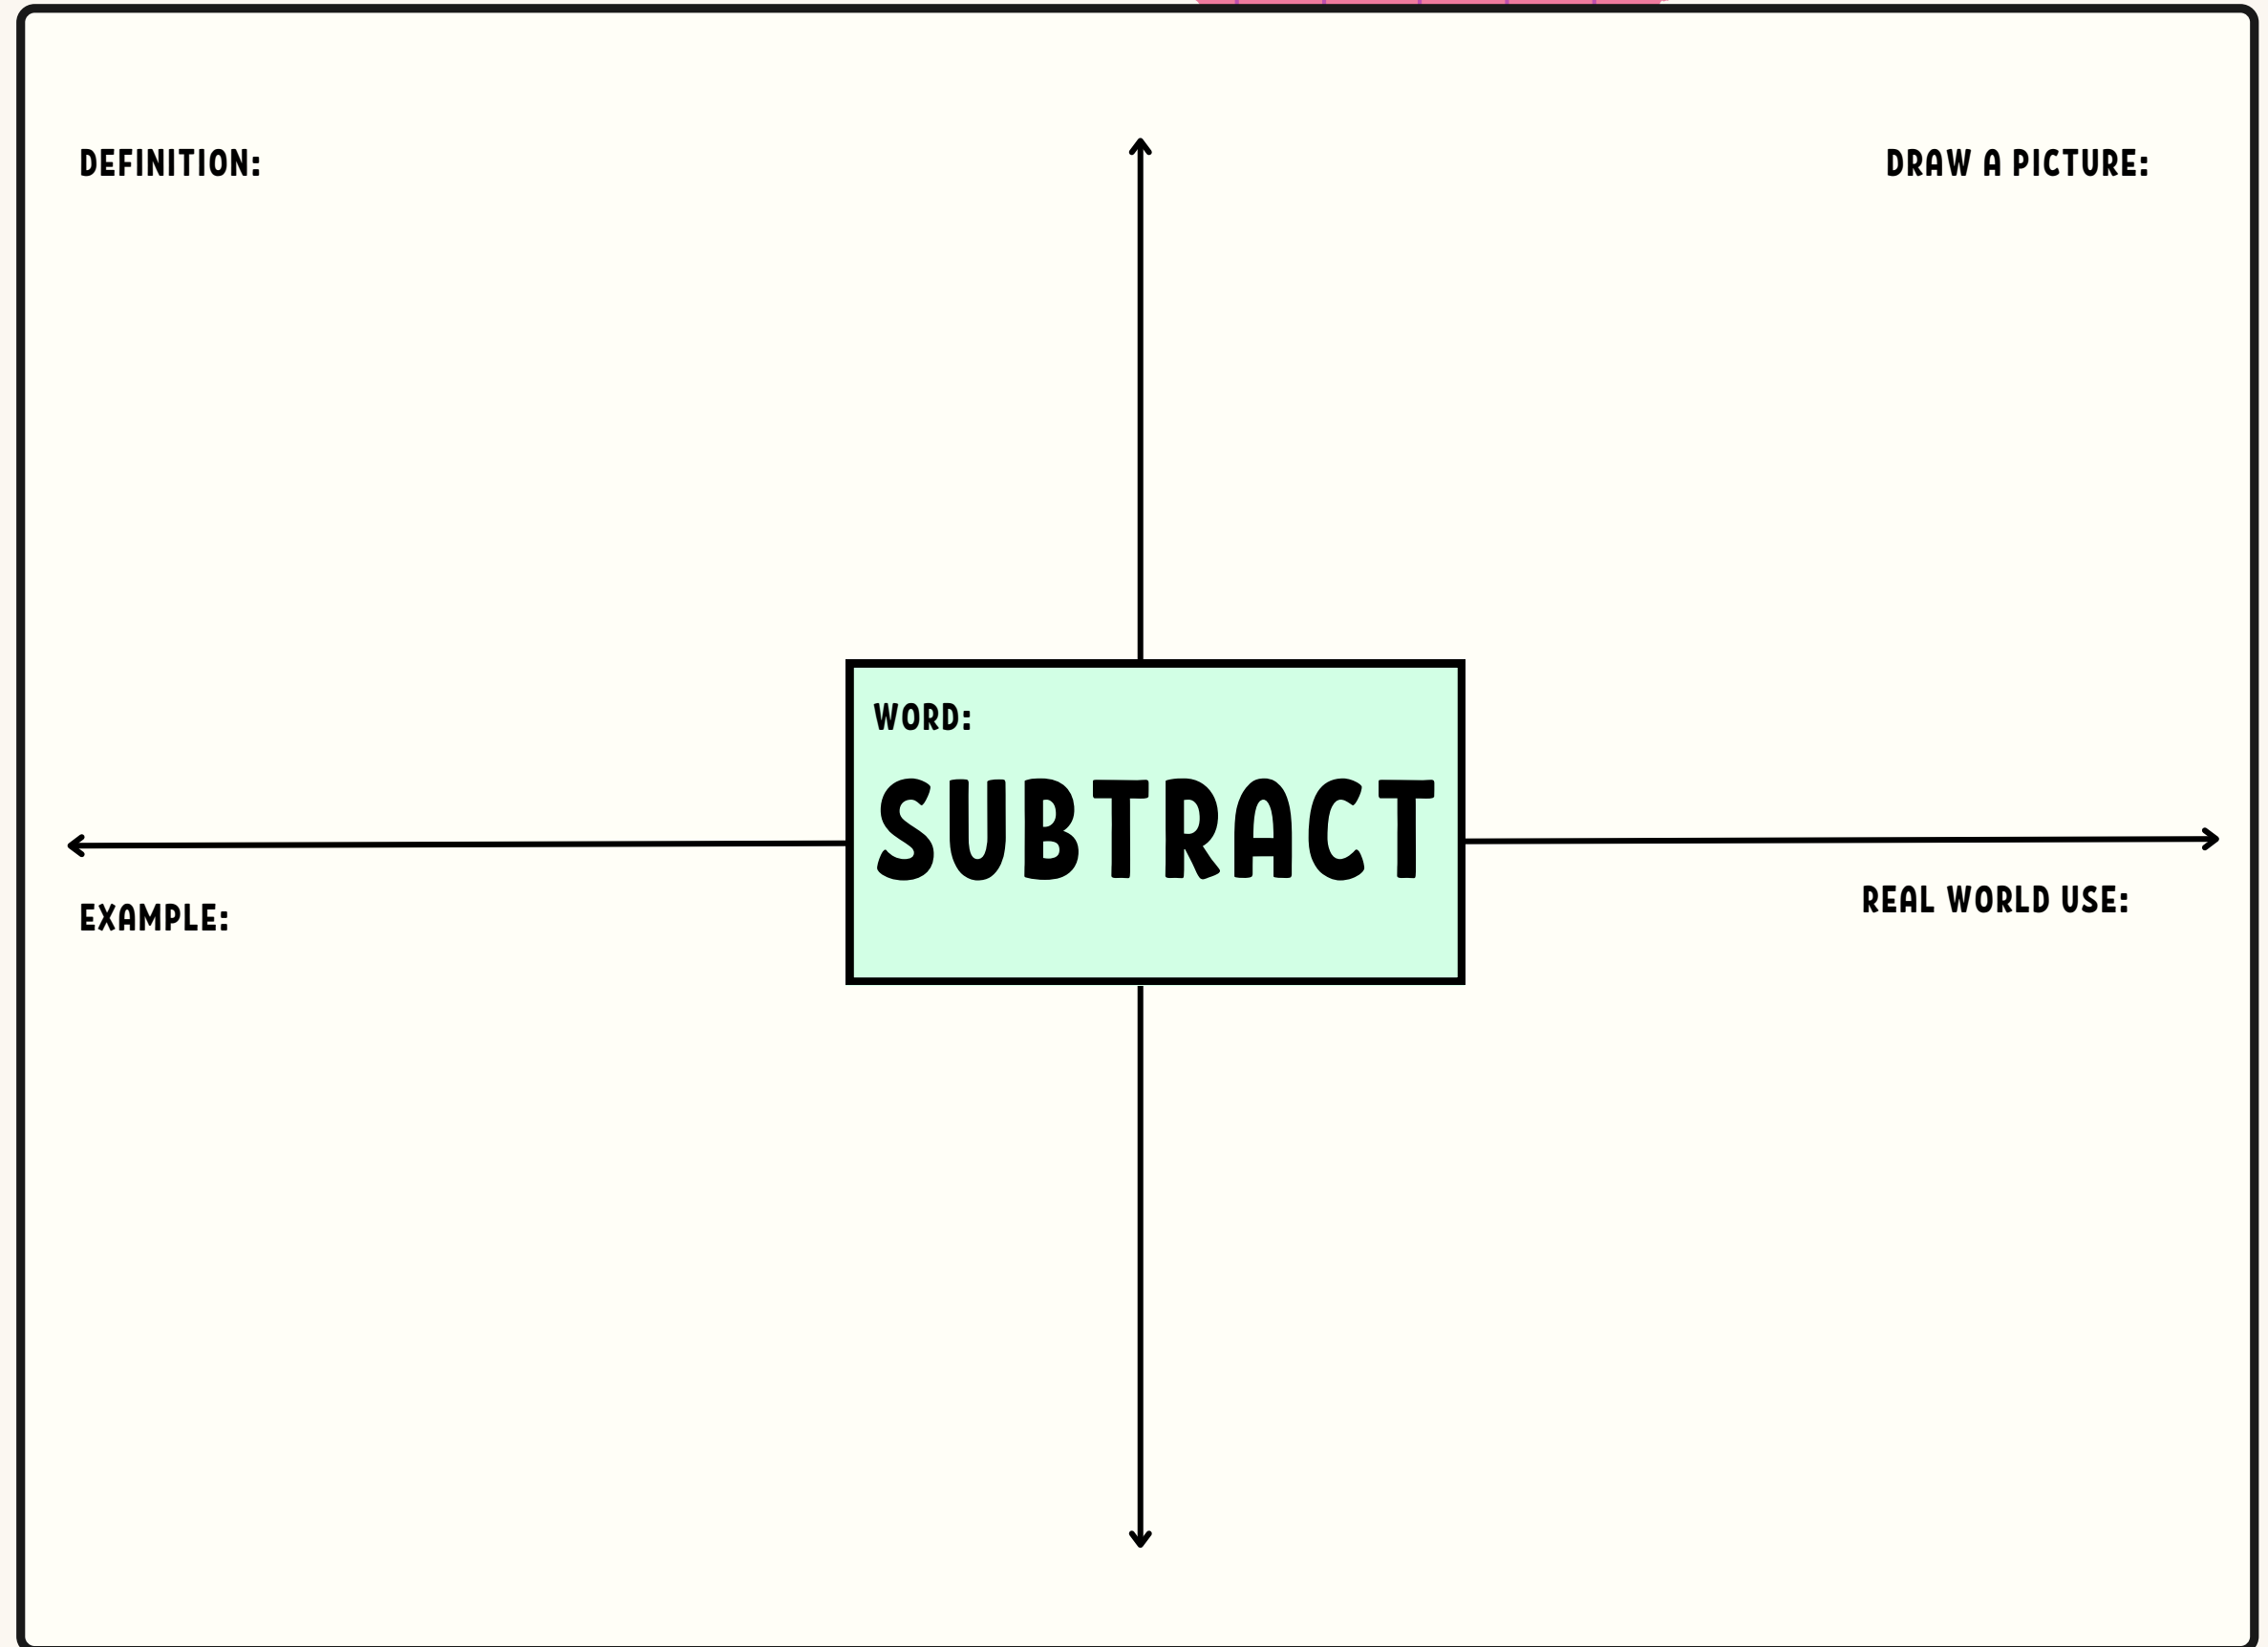 DEFINITION:
DRAW A PICTURE:
WORD:
SUBTRACT
EXAMPLE:
REAL WORLD USE: